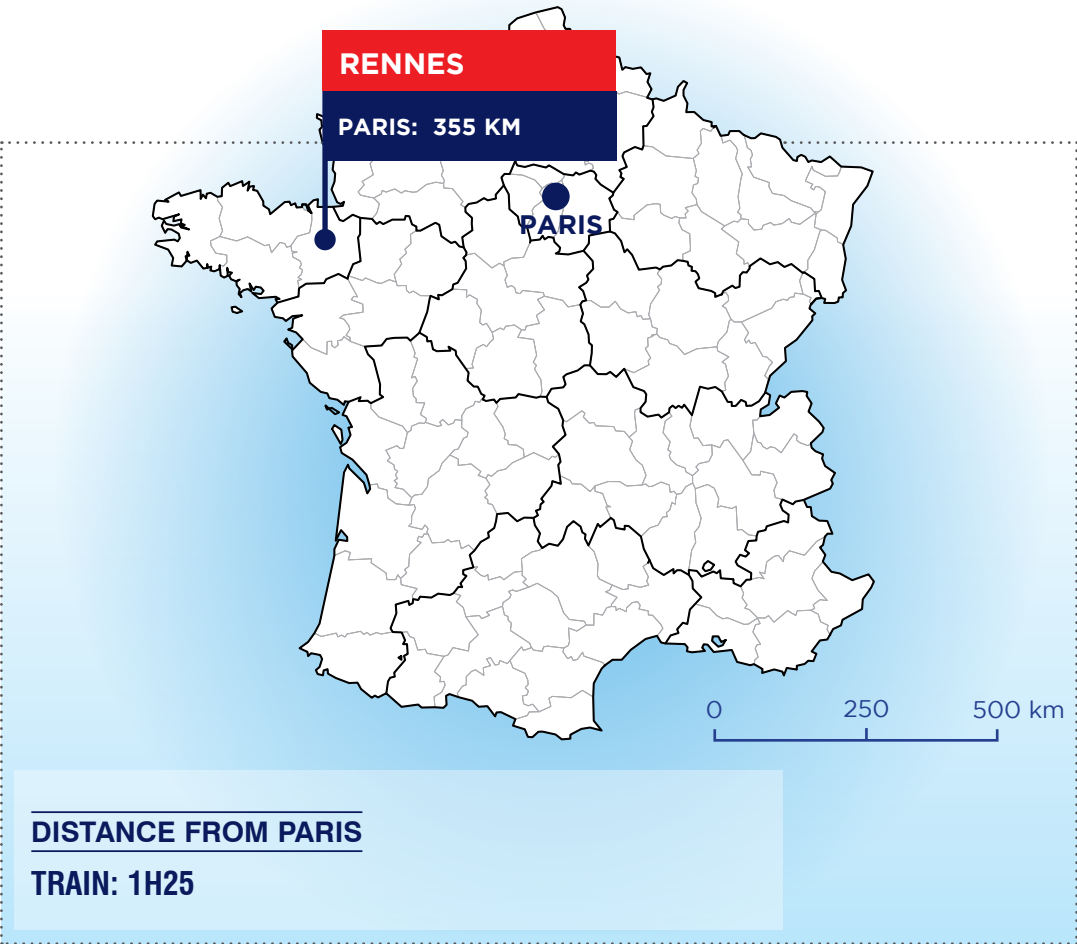 RENNES
PARIS: 355 KM
PARIS
0 250 500 km
DISTANCE FROM PARIS
TRAIN: 1H25